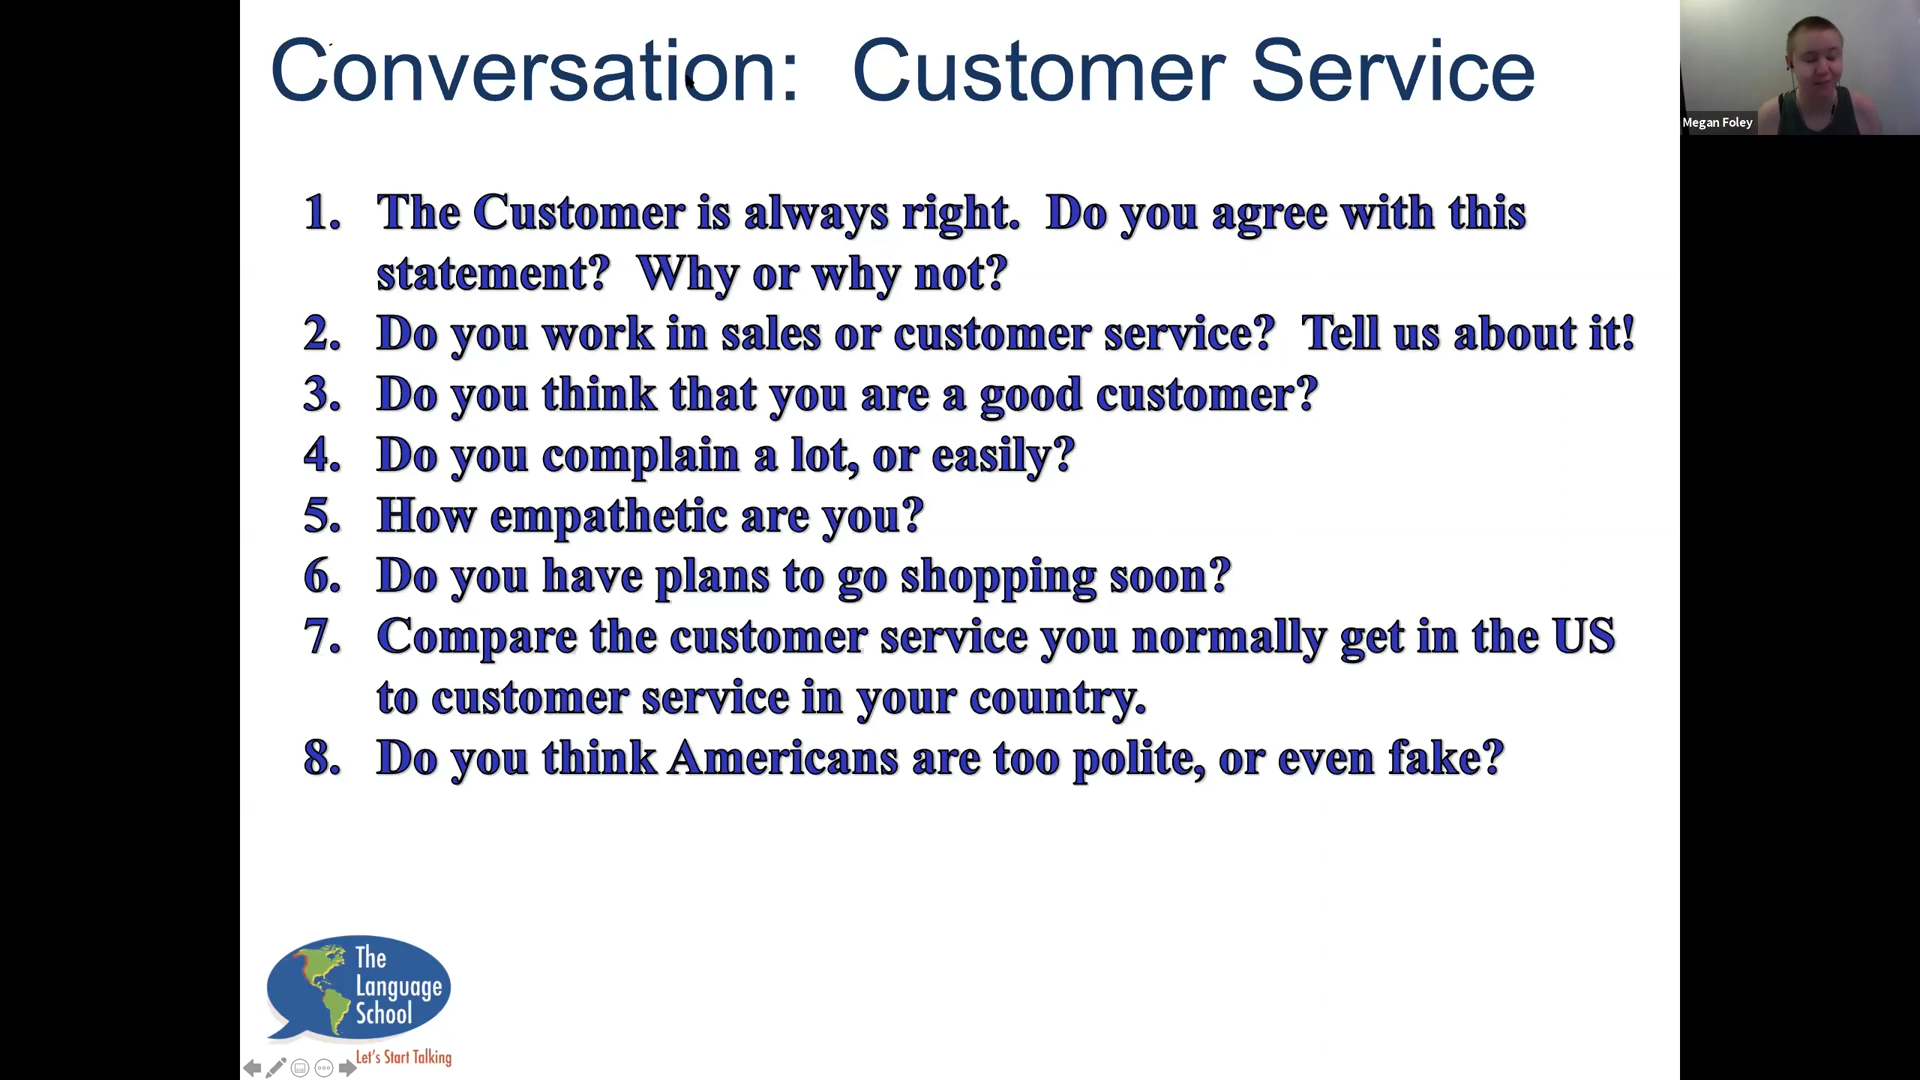 Conversation:  Customer Service
Megan Foley
1. The Customer is always right.  Do you agree with this
statement?  Why or why not?
2. Do you work in sales or customer service?  Tell us about it!
3. Do you think that you are a good customer?
4. Do you complain a lot, or easily?
5. How empathetic are you?
6. Do you have plans to go shopping soon?
7. Compare the customer service you normally get in the US
to customer service in your country.
8. Do you think Americans are too polite, or even fake?
The
Language
School
Let's Start Talking